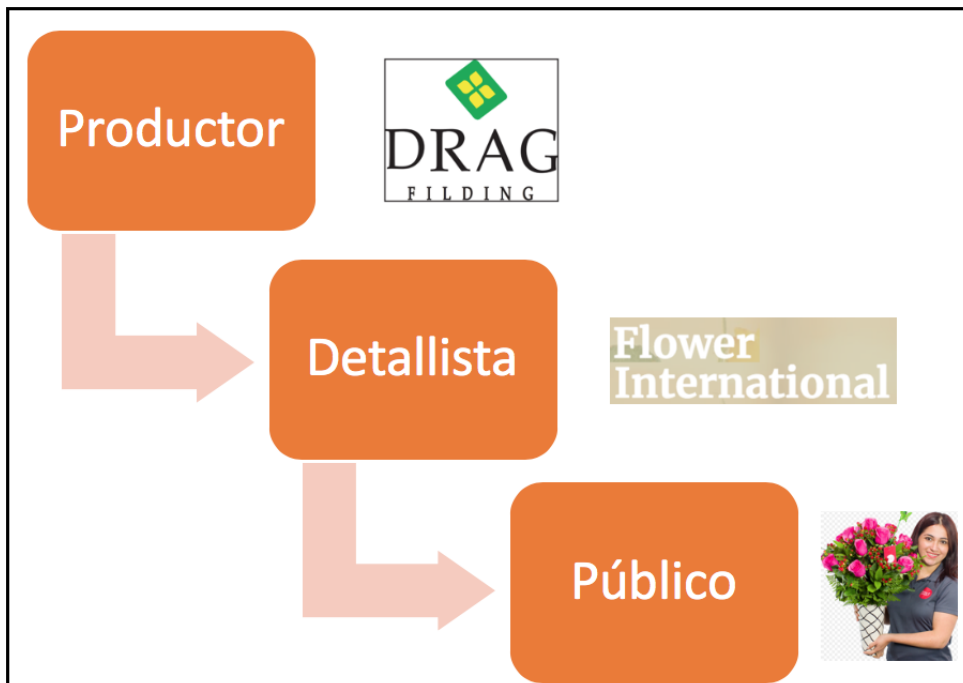 Productor
DRAG
FILDING
Detallista
Flower
International
Público